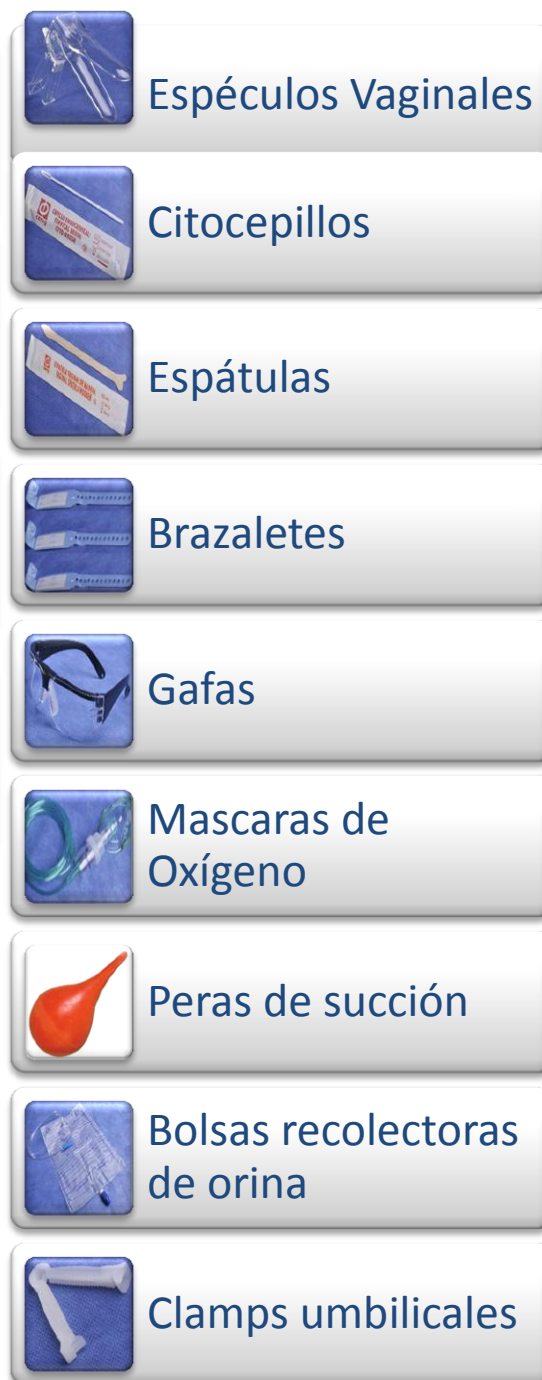 Espéculos Vaginales
Citocepillos
Espátulas
Brazaletes
Gafas
Mascaras de
Oxígeno
Peras de succión
Bolsas recolectoras
de orina
Clamps umbilicales